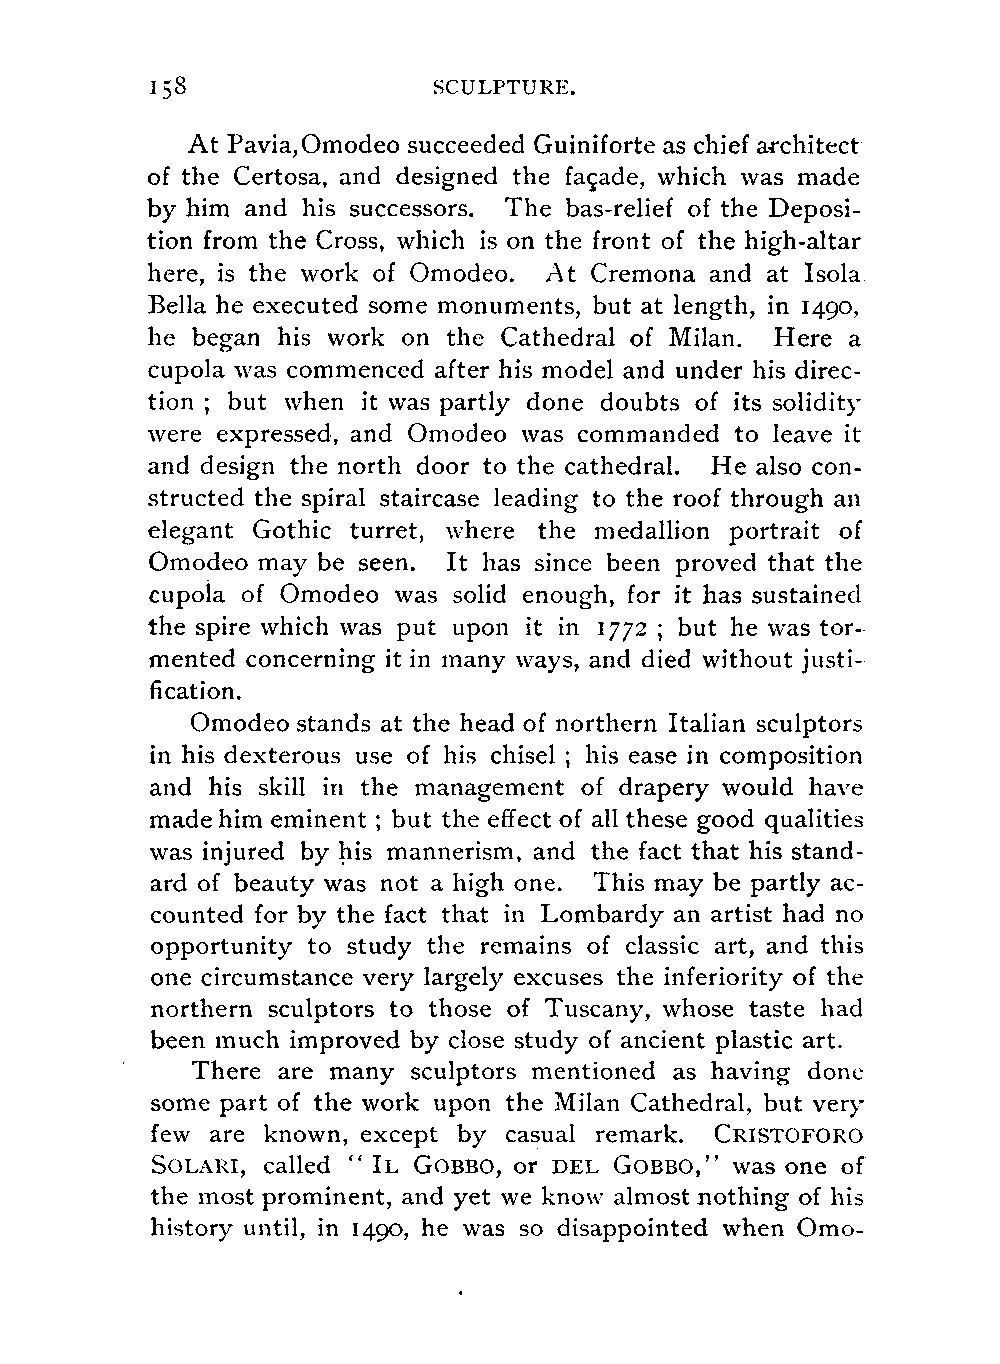 158 SCULPTURE.
At Pavia, Omodeo succeeded Guiniforte as chief architect
of the Certosa, and designed the façade, which was made
by him and his successors. The bas-relief of the Deposi-
tion from the Cross, which is on the front of the high-altar
here, is the work of Omodeo. At Cremona and at Isola
Bella he executed some monuments, but at length, in 1490,
he began his work on the Cathedral of Milan. Here a
cupola was commenced after his model and under his direc-
tion ; but when it was partly done doubts of its solidity
were expressed, and Omodeo was commanded to leave it
and design the north door to the cathedral. He also con-
structed the spiral staircase leading to the roof through an
elegant Gothic turret, where the medallion portrait of
Omodeo may be seen. It has since been proved that the
cupola of Omodeo was solid enough, for it has sustained
the spire which was put upon it in 1772 ; but he was tor-
mented concerning it in many ways, and died without justi-
fication.
Omodeo stands at the head of northern Italian sculptors
in his dexterous use of his chisel ; his ease in composition
and his skill in the management of drapery would have
made him eminent ; but the effect of all these good qualities
was injured by his mannerism, and the fact that his stand-
ard of beauty was not a high one. This may be partly ac-
counted for by the fact that in Lombardy an artist had no
opportunity to study the remains of classic art, and this
one circumstance very largely excuses the inferiority of the
northern sculptors to those of Tuscany, whose taste had
been much improved by close study of ancient plastic art.
There are many sculptors mentioned as having done
some part of the work upon the Milan Cathedral, but very
few are known, except by casual remark. CRISTOFORO
SOLARI, called “ IL GOBBO, or DEL GOBBO,” was one of
the most prominent, and yet we know almost nothing of his
history until, in 1490, he was so disappointed when Omo-